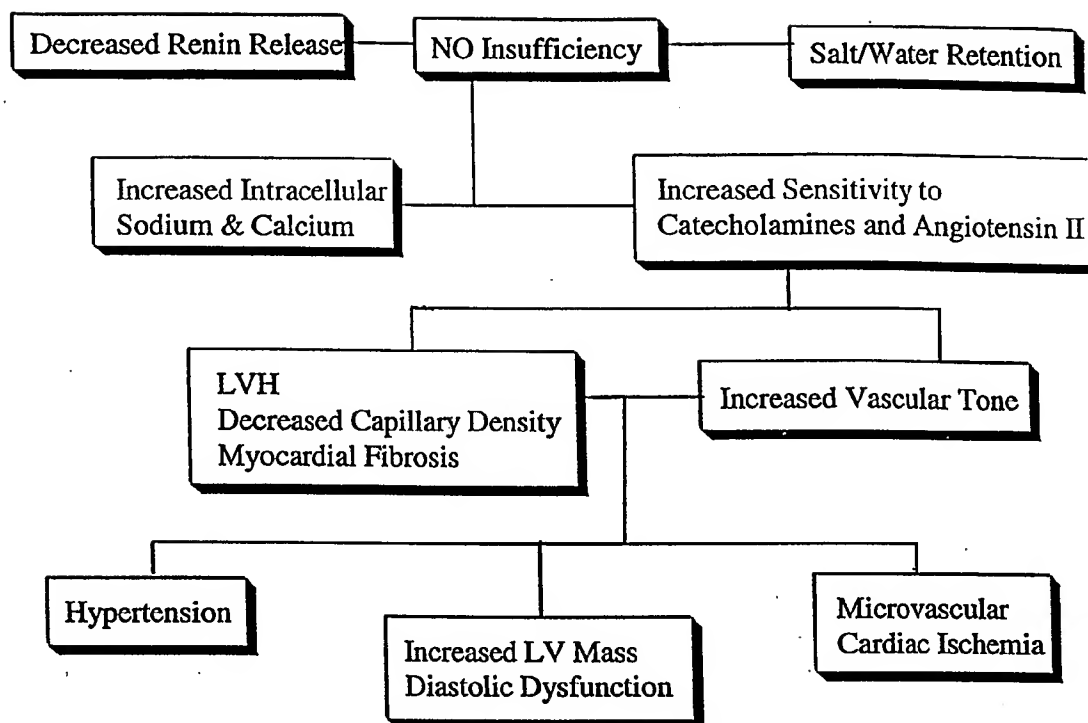 Decreased Renin Release
NO Insufficiency
Salt/Water Retention
Increased Intracellular
Sodium & Calcium
Increased Sensitivity to
Catecholamines and Angiotensin II
LVH
Decreased Capillary Density
Myocardial Fibrosis
Increased Vascular Tone
Hypertension
Increased LV Mass
Diastolic Dysfunction
Microvascular
Cardiac Ischemia